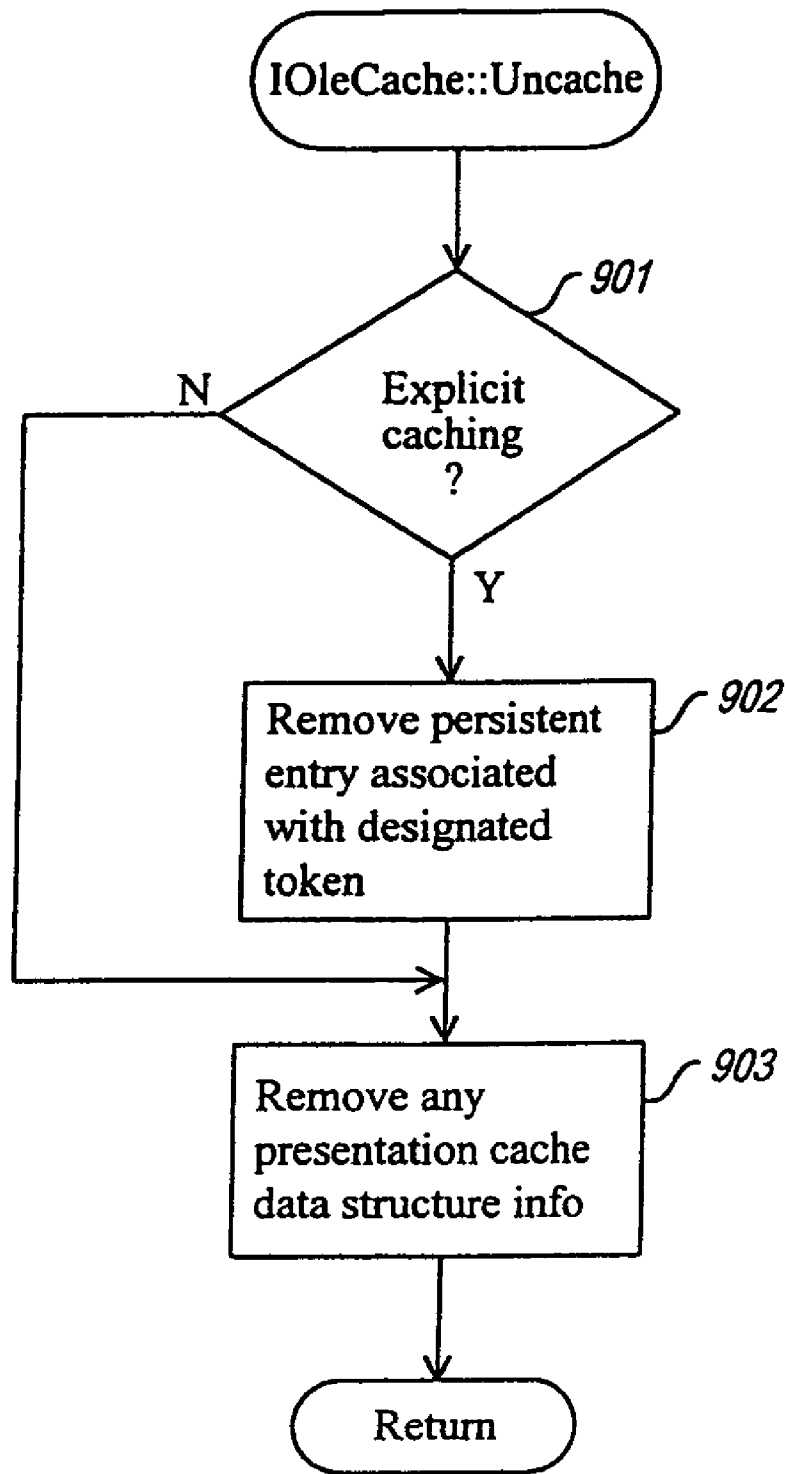 IOleCache::Uncache
901
N
Explicit
caching
?
Y
902
Remove persistent
entry associated
with designated
token
903
Remove any
presentation cache
data structure info
Return